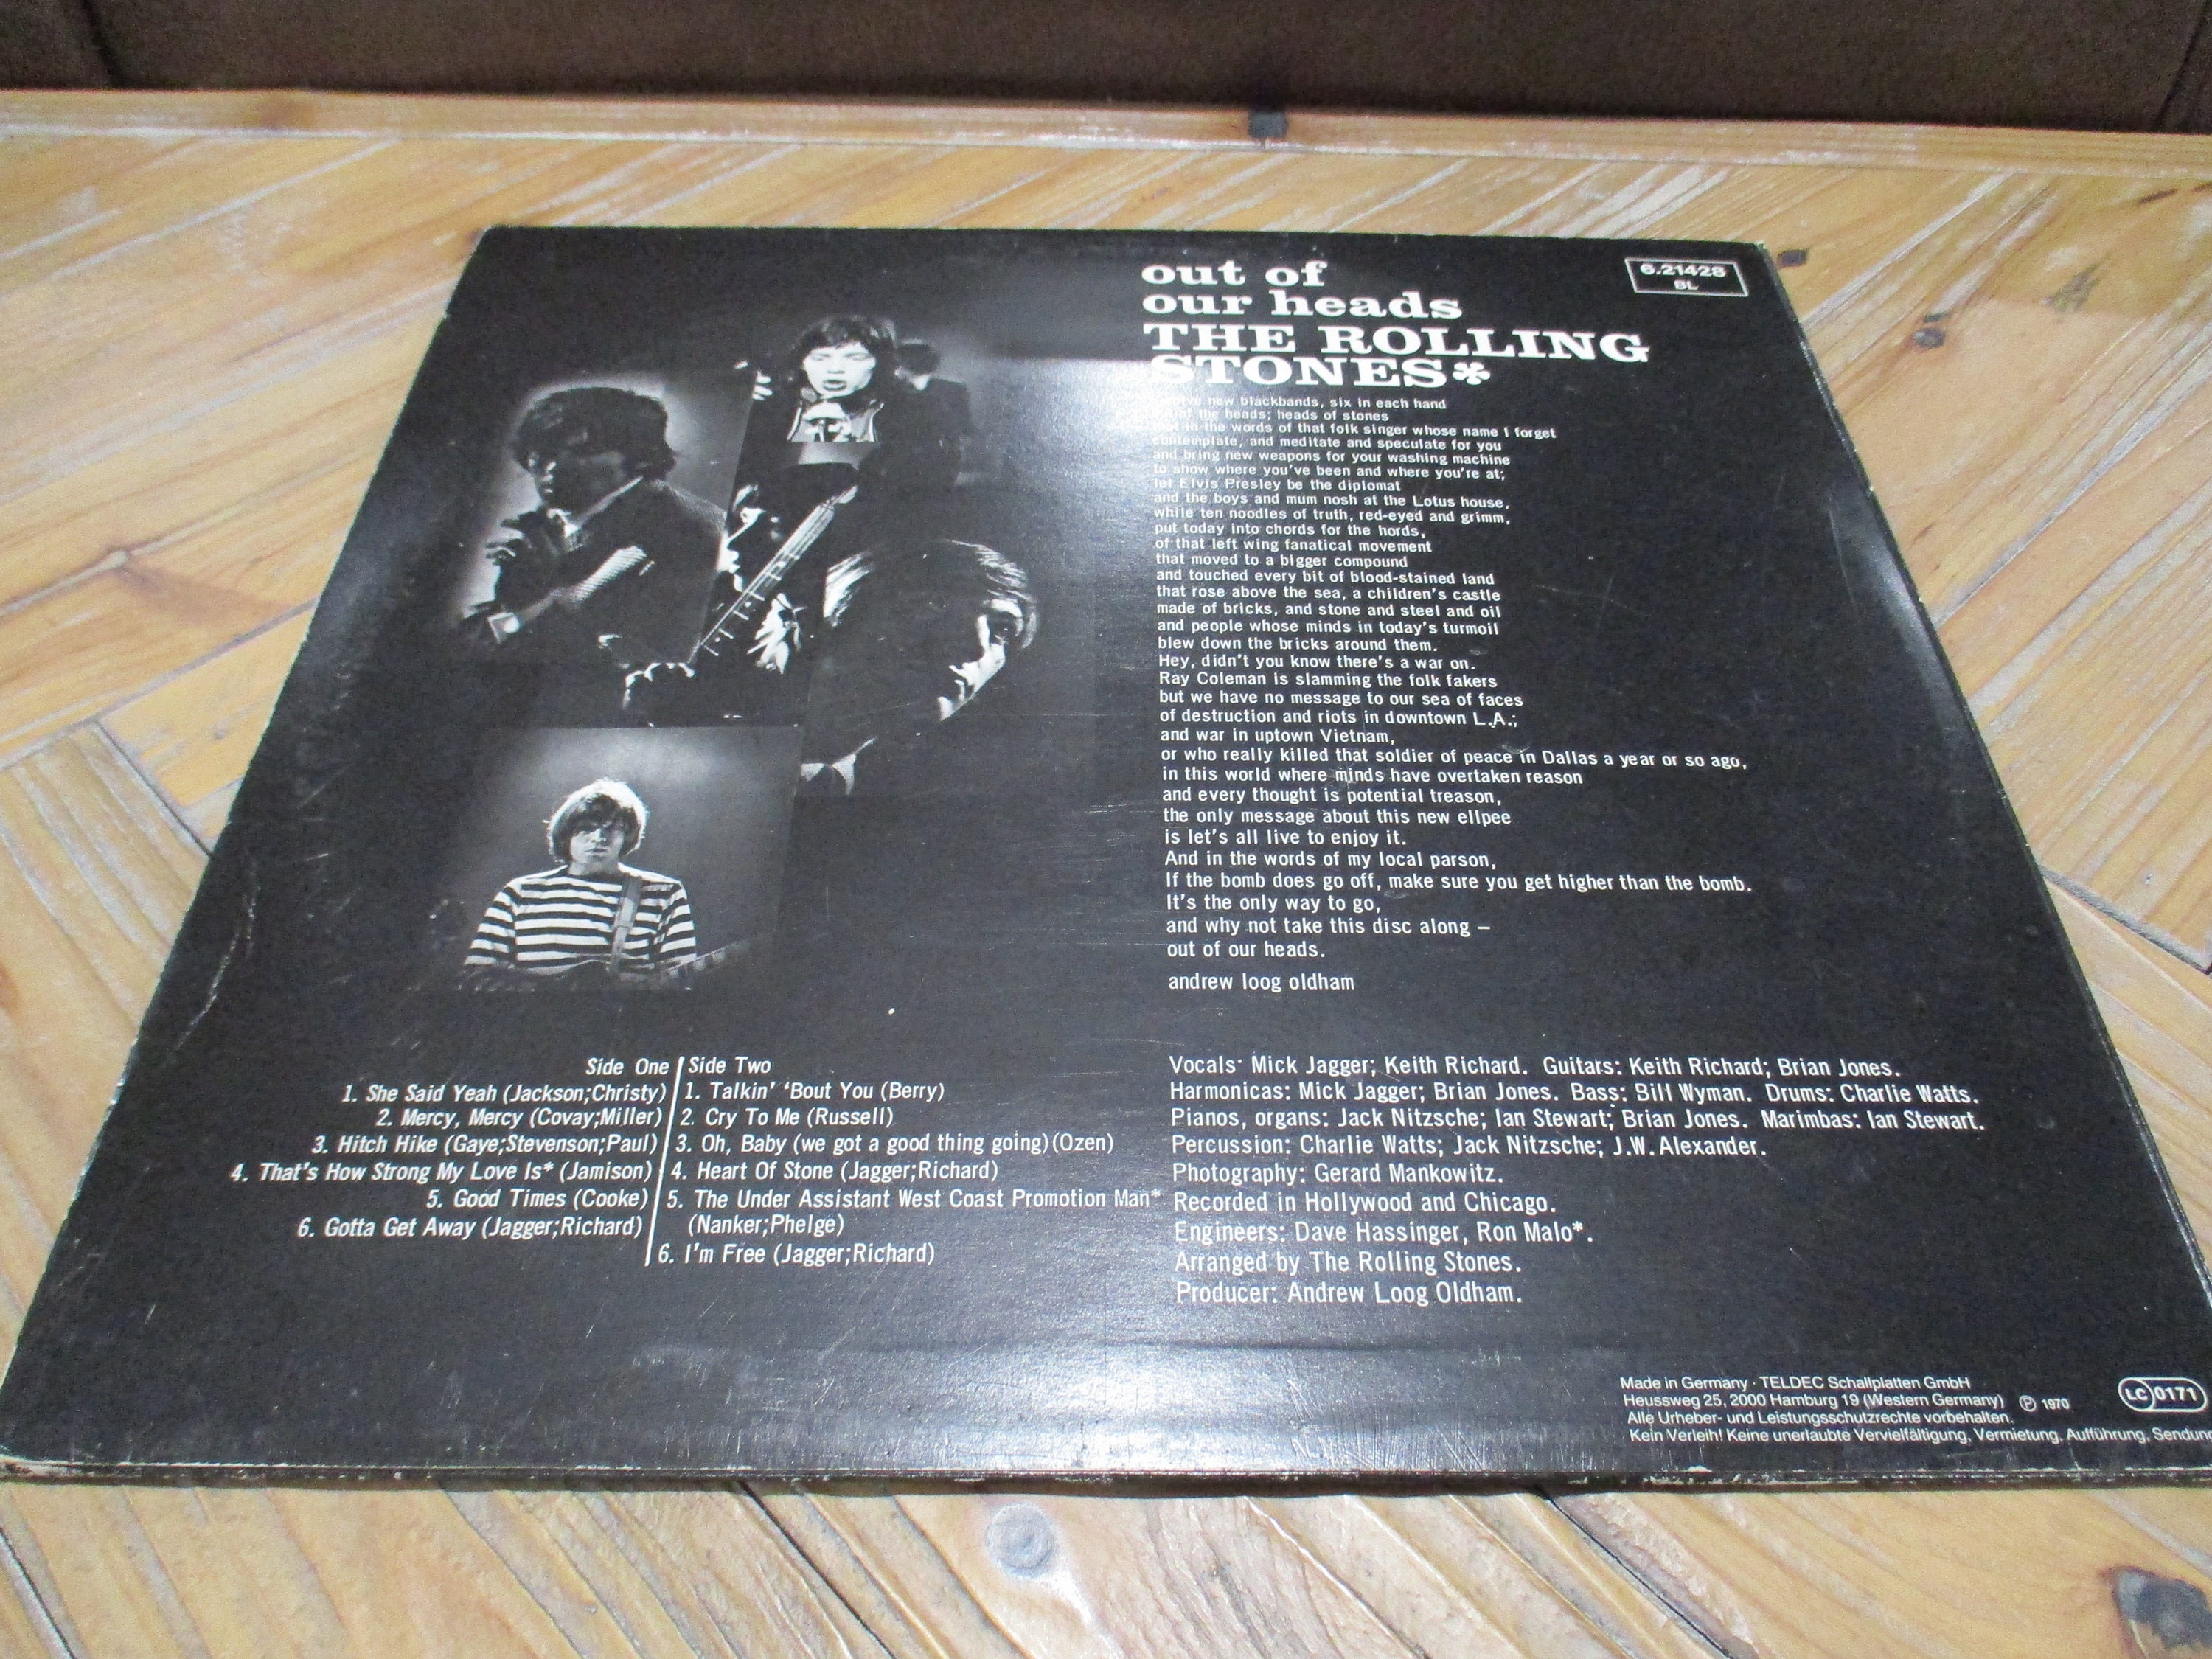 out of
our heads
THE ROLLING
STONES*
6.21428
BL
new blackbands, six in each hand
of the heads; heads of stones
in the words of that folk singer whose name I forget
contemplate, and meditate and speculate for you
and bring new weapons for your washing machine
to show where you've been and where you're at;
let Elvis Presley be the diplomat
and the boys and mum nosh at the Lotus house,
while ten noodles of truth, red-eyed and grimm,
put today into chords for the hords,
of that left wing fanatical movement
that moved to a bigger compound
and touched every bit of blood-stained land
that rose above the sea, a children's castle
made of bricks, and stone and steel and oil
and people whose minds in today's turmoil
blew down the bricks around them.
Hey, didn't you know there's a war on.
Ray Coleman is slamming the folk fakers
but we have no message to our sea of faces
of destruction and riots in downtown L.A.;
and war in uptown Vietnam,
or who really killed that soldier of peace in Dallas a year or so ago,
in this world where minds have overtaken reason
and every thought is potential treason,
the only message about this new ellpee
is let's all live to enjoy it.
And in the words of my local parson,
If the bomb does go off, make sure you get higher than the bomb.
It's the only way to go,
and why not take this disc along –
out of our heads.
andrew loog oldham
Side One
1. She Said Yeah (Jackson;Christy)
2. Mercy, Mercy (Covay;Miller)
3. Hitch Hike (Gaye;Stevenson;Paul)
4. That's How Strong My Love Is* (Jamison)
5. Good Times (Cooke)
6. Gotta Get Away (Jagger;Richard)
Side Two
1. Talkin' 'Bout You (Berry)
2. Cry To Me (Russell)
3. Oh, Baby (we got a good thing going) (Ozen)
4. Heart Of Stone (Jagger;Richard)
5. The Under Assistant West Coast Promotion Man*
(Nanker;Phelge)
6. I'm Free (Jagger;Richard)
Vocals: Mick Jagger; Keith Richard. Guitars: Keith Richard; Brian Jones.
Harmonicas: Mick Jagger; Brian Jones. Bass: Bill Wyman. Drums: Charlie Watts.
Pianos, organs: Jack Nitzsche; Ian Stewart; Brian Jones. Marimbas: Ian Stewart.
Percussion: Charlie Watts; Jack Nitzsche; J.W. Alexander.
Photography: Gerard Mankowitz.
Recorded in Hollywood and Chicago.
Engineers: Dave Hassinger, Ron Malo*.
Arranged by The Rolling Stones.
Producer: Andrew Loog Oldham.
Made in Germany · TELDEC Schallplatten GmbH
Heussweg 25, 2000 Hamburg 19 (Western Germany) ℗ 1970
Alle Urheber- und Leistungsschutzrechte vorbehalten.
Kein Verleih! Keine unerlaubte Vervielfältigung, Vermietung, Aufführung, Sendung
LC 0171